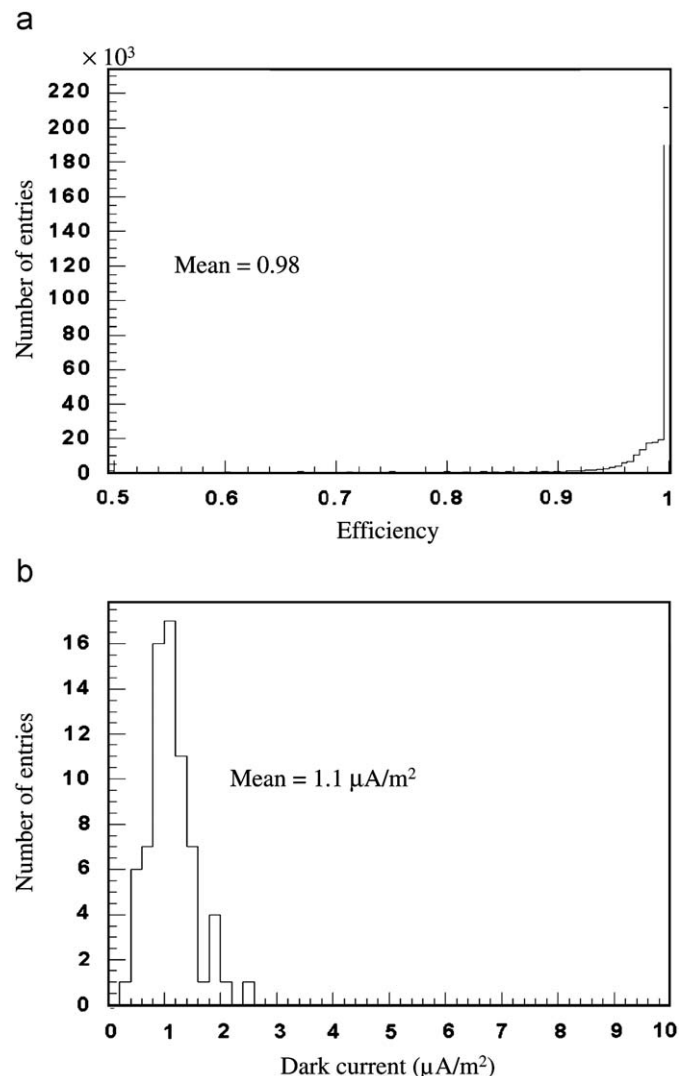 a
× 10³
220
200
180
160
140
120
100
80
60
40
20
0
Number of entries
Mean = 0.98
0.5 0.6 0.7 0.8 0.9 1
Efficiency
b
16
14
12
10
8
6
4
2
0
Number of entries
Mean = 1.1 μA/m²
0 1 2 3 4 5 6 7 8 9 10
Dark current (μA/m²)